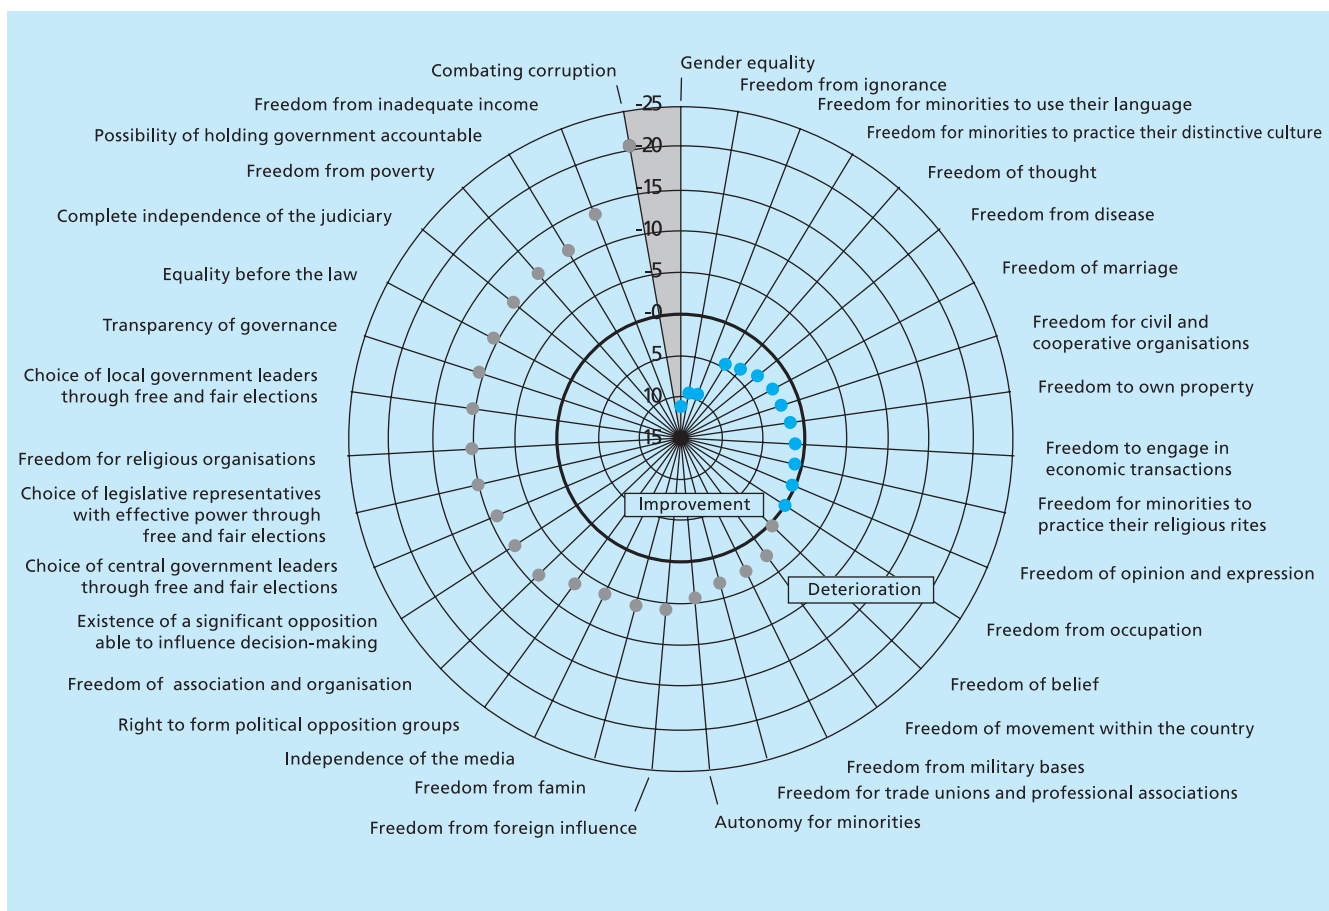 Gender equality
Combating corruption
Freedom from ignorance
Freedom from inadequate income
Freedom for minorities to use their language
Possibility of holding government accountable
Freedom for minorities to practice their distinctive culture
Freedom from poverty
Freedom of thought
Complete independence of the judiciary
Freedom from disease
Equality before the law
Freedom of marriage
Transparency of governance
Freedom for civil and
cooperative organisations
Choice of local government leaders
through free and fair elections
Freedom to own property
Freedom for religious organisations
Freedom to engage in
economic transactions
Choice of legislative representatives
with effective power through
free and fair elections
Freedom for minorities to
practice their religious rites
Choice of central government leaders
through free and fair elections
Freedom of opinion and expression
Existence of a significant opposition
able to influence decision-making
Freedom from occupation
Freedom of association and organisation
Freedom of belief
Right to form political opposition groups
Freedom of movement within the country
Independence of the media
Freedom from military bases
Freedom from famin
Freedom for trade unions and professional associations
Freedom from foreign influence
Autonomy for minorities
-25
-20
-15
-10
-5
-0
5
10
15
Improvement
Deterioration